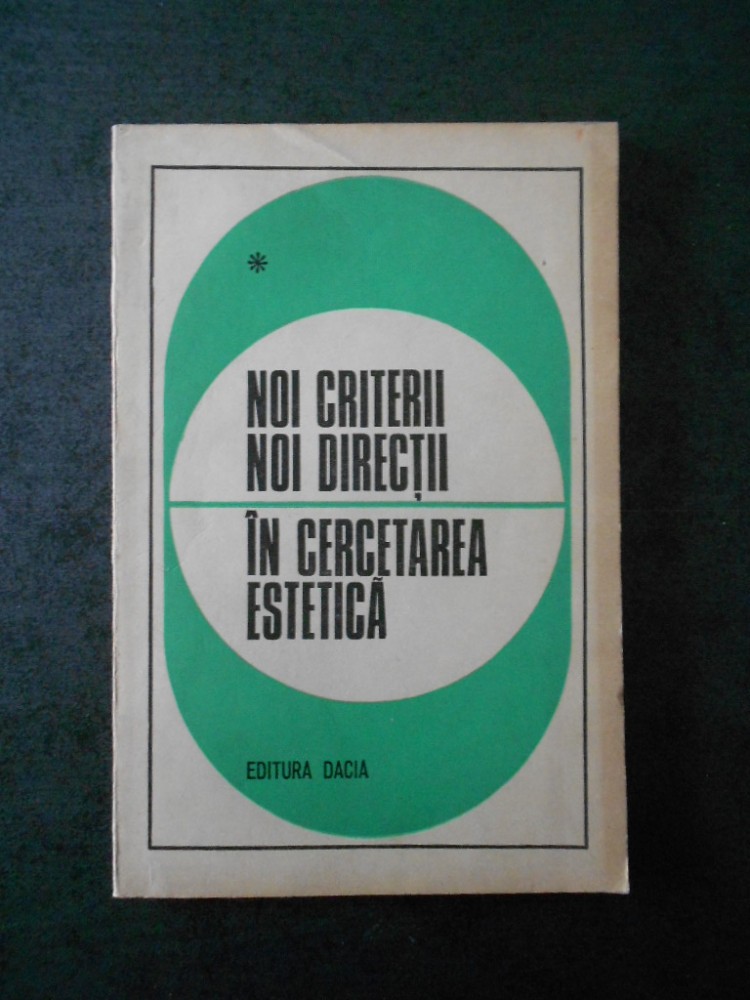 *
NOI CRITERII
NOI DIRECȚII
ÎN CERCETAREA
ESTETICĂ
EDITURA DACIA